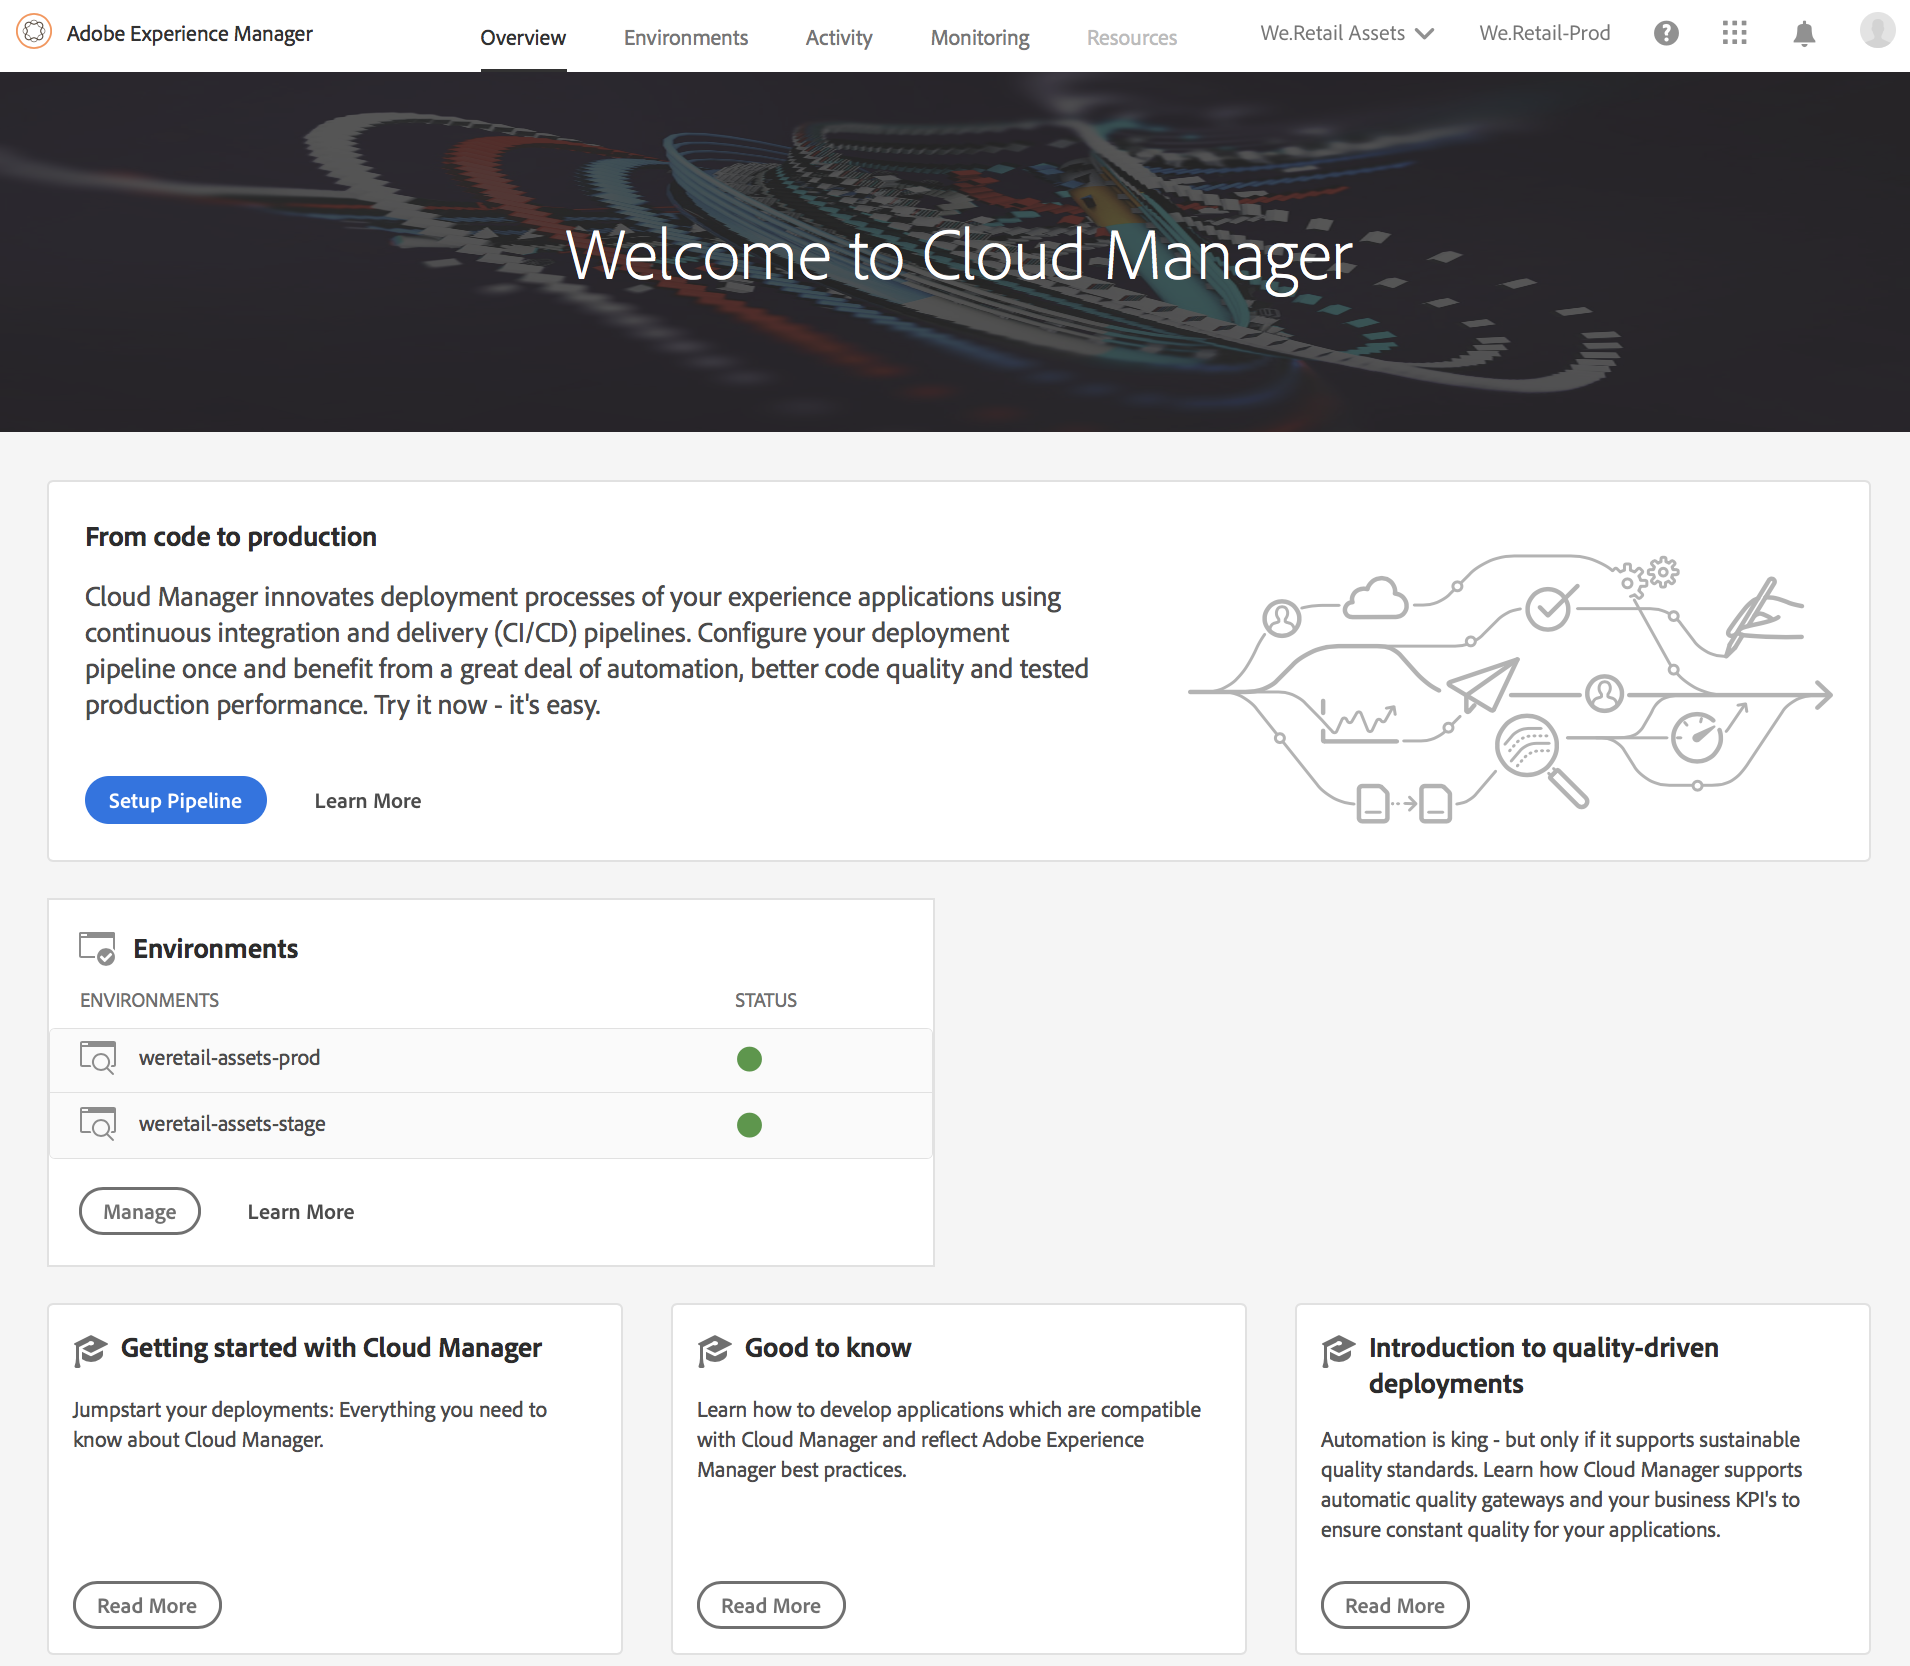 Adobe Experience Manager
Overview
Environments
Activity
Monitoring
Resources
We.Retail Assets
We.Retail-Prod
?
Welcome to Cloud Manager
From code to production
Cloud Manager innovates deployment processes of your experience applications using
continuous integration and delivery (CI/CD) pipelines. Configure your deployment
pipeline once and benefit from a great deal of automation, better code quality and tested
production performance. Try it now - it's easy.
Setup Pipeline
Learn More
Environments
ENVIRONMENTS
STATUS
weretail-assets-prod
weretail-assets-stage
Manage
Learn More
Getting started with Cloud Manager
Jumpstart your deployments: Everything you need to
know about Cloud Manager.
Read More
Good to know
Learn how to develop applications which are compatible
with Cloud Manager and reflect Adobe Experience
Manager best practices.
Read More
Introduction to quality-driven
deployments
Automation is king - but only if it supports sustainable
quality standards. Learn how Cloud Manager supports
automatic quality gateways and your business KPI's to
ensure constant quality for your applications.
Read More